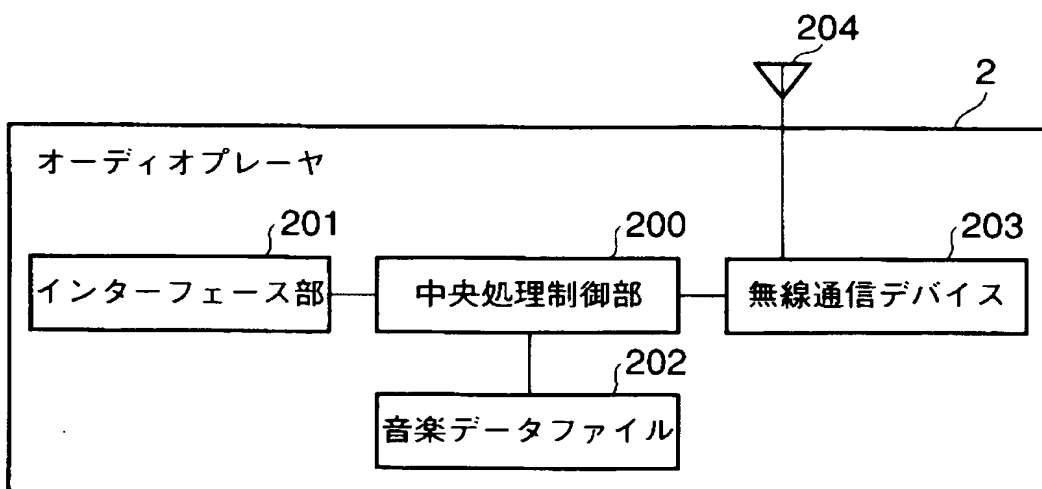 204
2
オーディオプレーヤ
201
200
203
インターフェース部
中央処理制御部
無線通信デバイス
202
音楽データファイル